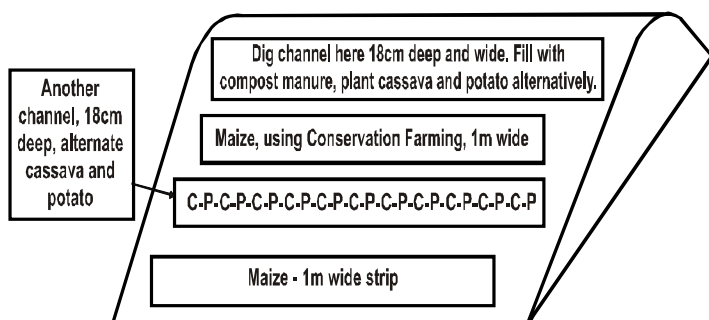 Dig channel here 18cm deep and wide. Fill with
compost manure, plant cassava and potato alternatively.
Another
channel, 18cm
deep, alternate
cassava and
potato
Maize, using Conservation Farming, 1m wide
C-P-C-P-C-P-C-P-C-P-C-P-C-P-C-P-C-P-C-P-C-P
Maize - 1m wide strip